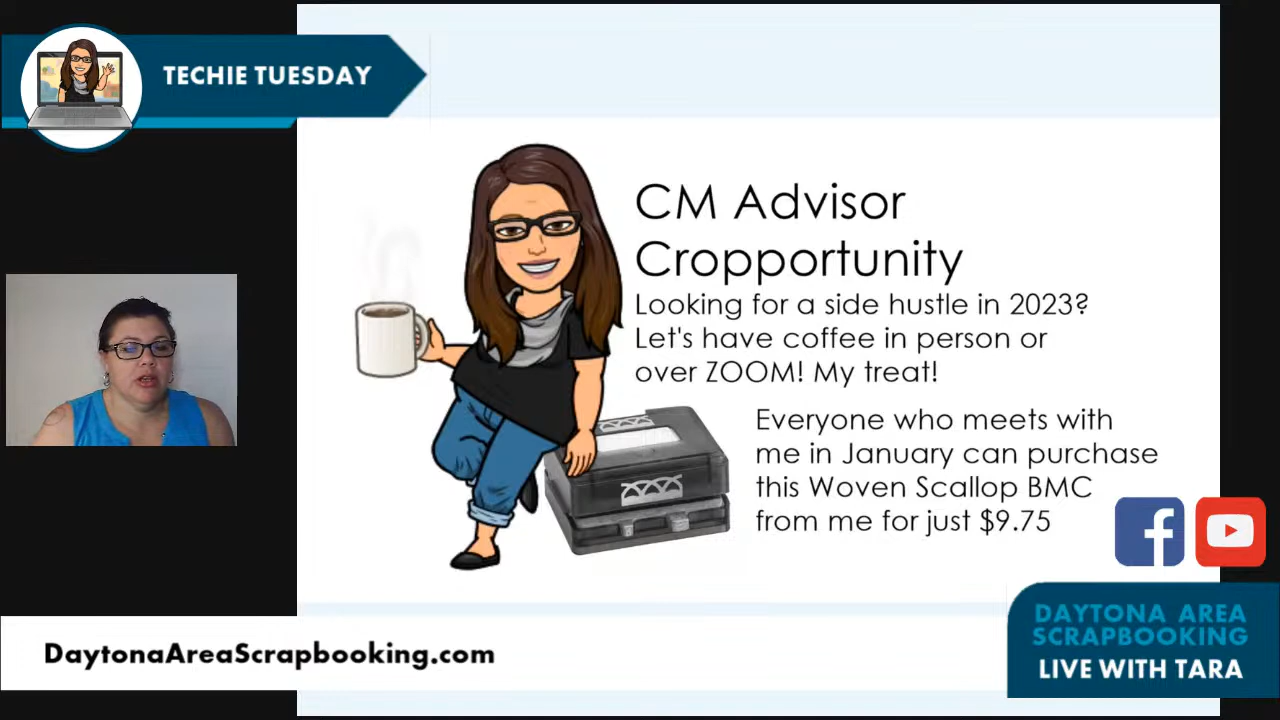 TECHIE TUESDAY
CM Advisor
Cropportunity
Looking for a side hustle in 2023?
Let's have coffee in person or
over ZOOM! My treat!
Everyone who meets with
me in January can purchase
this Woven Scallop BMC
from me for just $9.75
DaytonaAreaScrapbooking.com
DAYTONA AREA
SCRAPBOOKING
LIVE WITH TARA